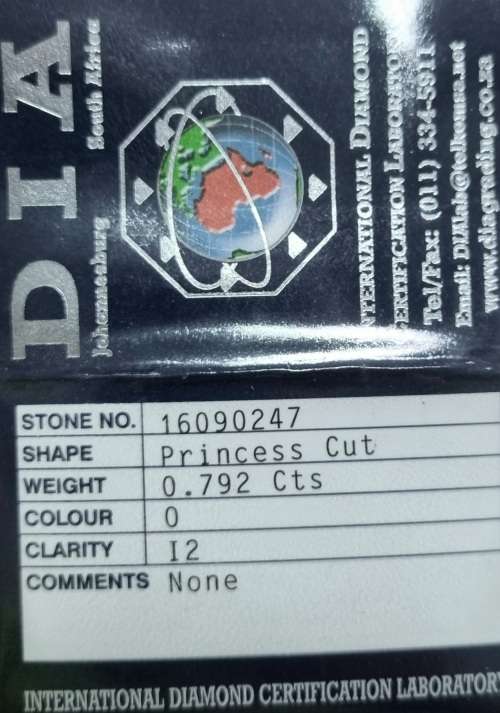 DIA
Johannesburg South Africa
INTERNATIONAL DIAMOND
CERTIFICATION LABORATORY
Tel/Fax: (011) 334-5911
Email: DIAlab@telkomsa.net
www.diagrading.co.za
STONE NO. 16090247
SHAPE Princess Cut
WEIGHT 0.792 Cts
COLOUR O
CLARITY I2
COMMENTS None
INTERNATIONAL DIAMOND CERTIFICATION LABORATORY